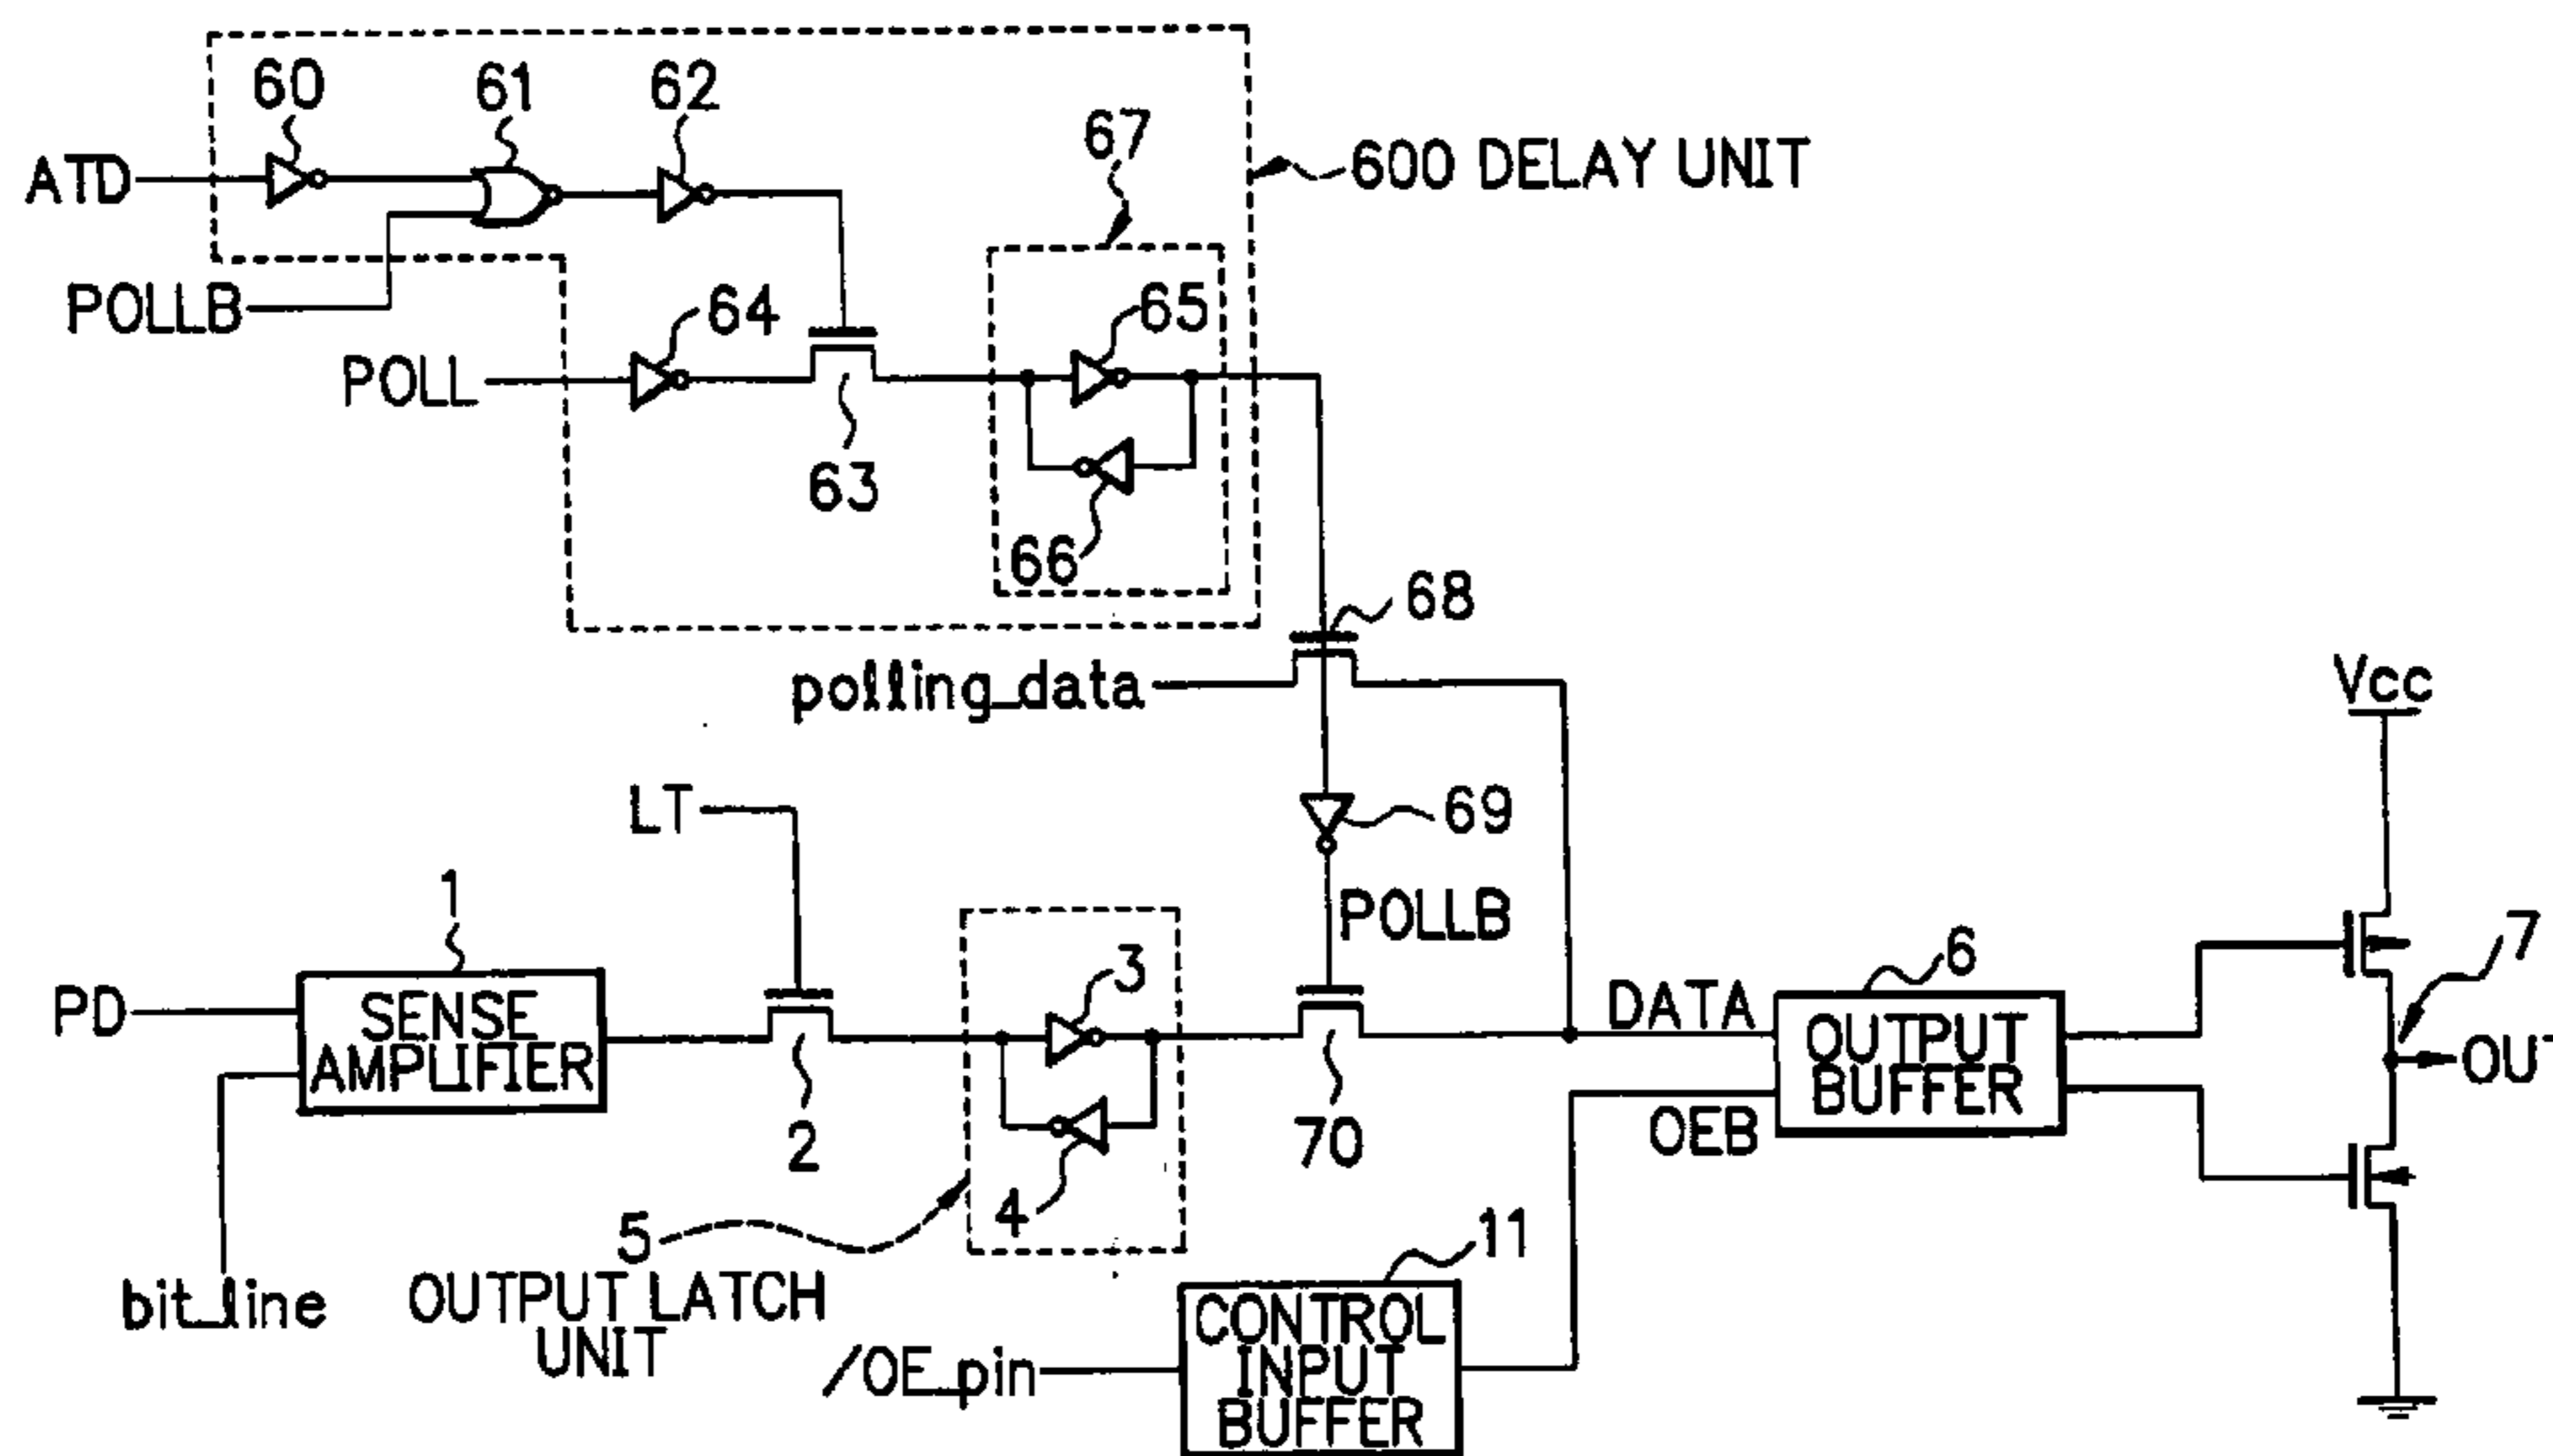 60
61
62
67
ATD
600 DELAY UNIT
POLLB
64
65
POLL
63
66
68
polling_data
Vcc
LT
69
1
POLLB
3
6
7
PD
SENSE
AMPLIFIER
DATA
OUTPUT
BUFFER
OUT
OEB
2
70
4
5
11
bit_line
OUTPUT LATCH
UNIT
/OE_pin
CONTROL
INPUT
BUFFER